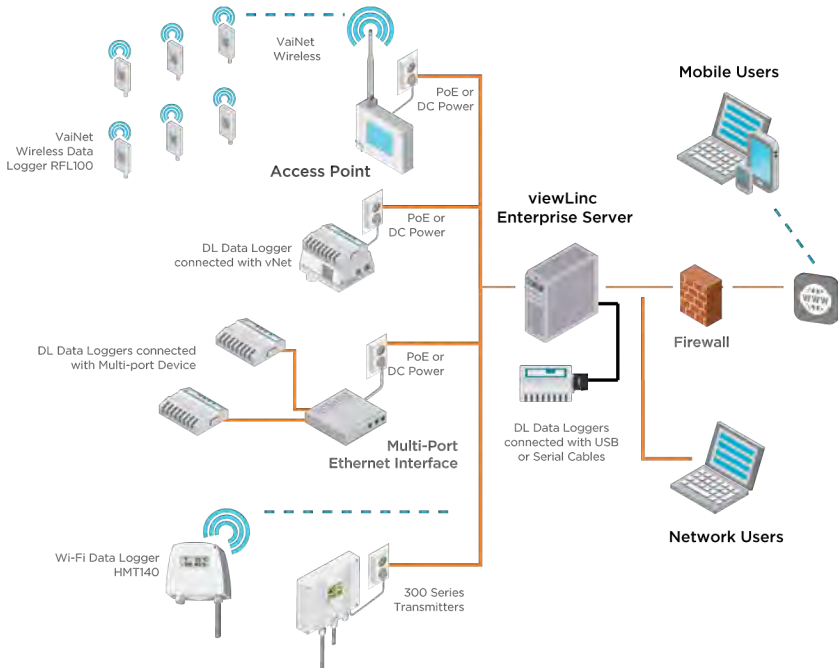 VaiNet
Wireless
PoE or
DC Power
VaiNet
Wireless Data
Logger RFL100
Access Point
Mobile Users
DL Data Logger
connected with vNet
PoE or
DC Power
viewLinc
Enterprise Server
WWW
Firewall
DL Data Loggers connected
with Multi-port Device
PoE or
DC Power
Multi-Port
Ethernet Interface
DL Data Loggers
connected with USB
or Serial Cables
Network Users
Wi-Fi Data Logger
HMT140
300 Series
Transmitters